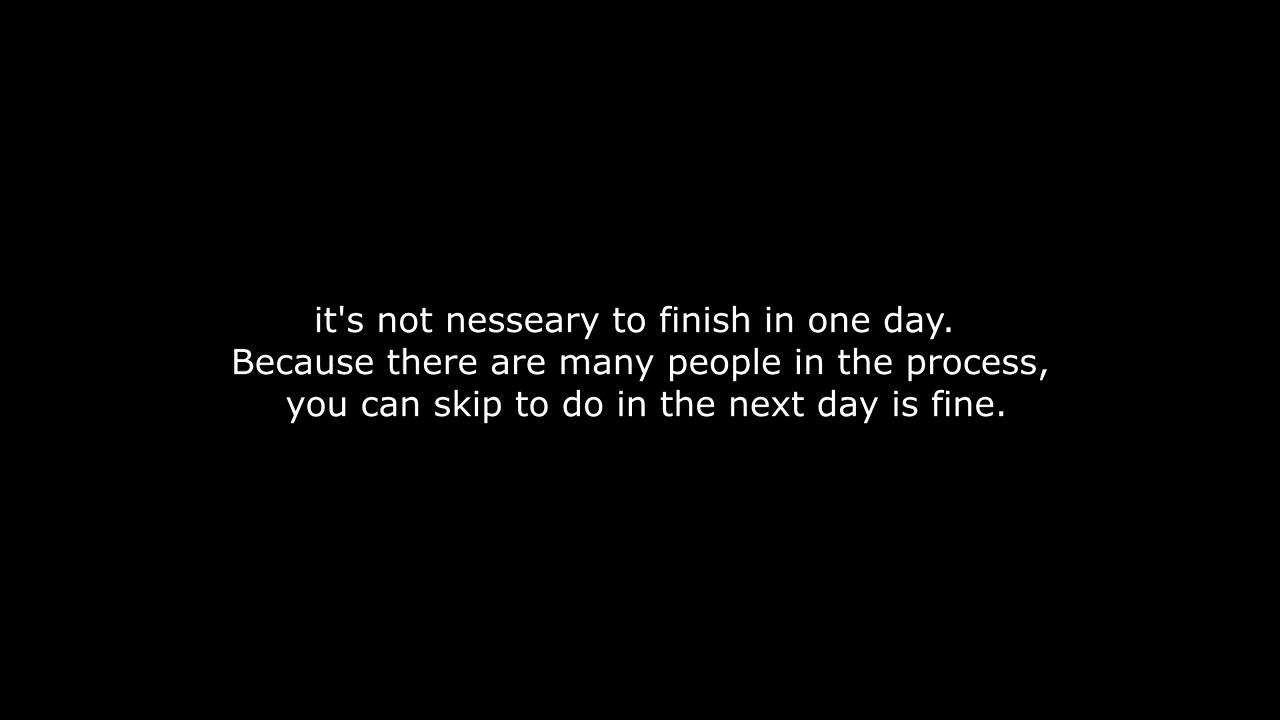 it's not nesseary to finish in one day.
Because there are many people in the process,
you can skip to do in the next day is fine.